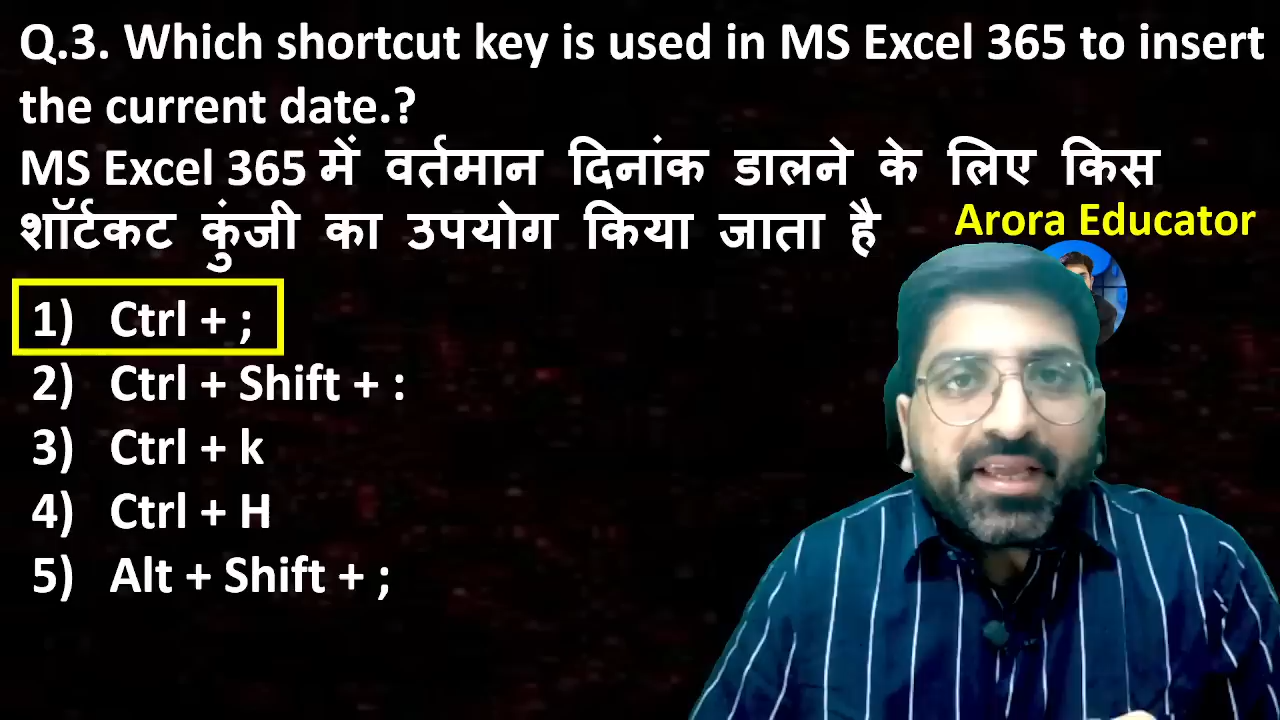 Q.3. Which shortcut key is used in MS Excel 365 to insert
the current date.?
MS Excel 365 में वर्तमान दिनांक डालने के लिए किस
शॉर्टकट कुंजी का उपयोग किया जाता है
Arora Educator
1) Ctrl + ;
2) Ctrl + Shift + :
3) Ctrl + k
4) Ctrl + H
5) Alt + Shift + ;